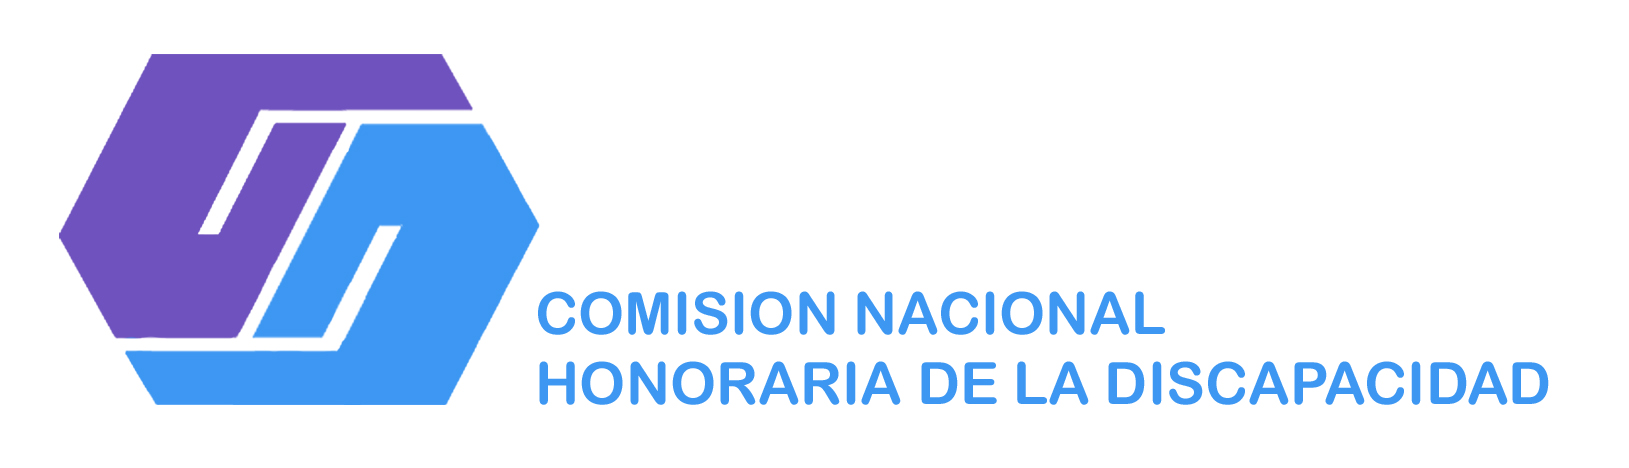 COMISION NACIONAL
HONORARIA DE LA DISCAPACIDAD